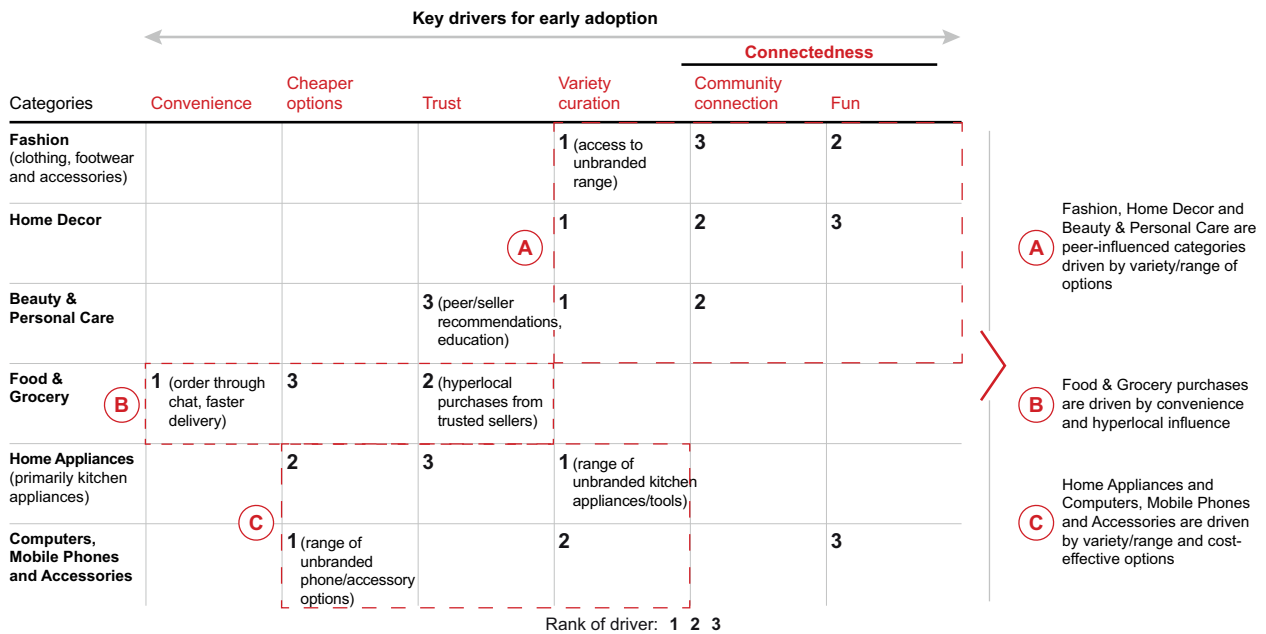 Key drivers for early adoption
Connectedness
Categories
Convenience
Cheaper
options
Trust
Variety
curation
Community
connection
Fun
Fashion
(clothing, footwear
and accessories)
1 (access to
unbranded
range)
3
2
Home Decor
1
2
3
A
Beauty &
Personal Care
3 (peer/seller
recommendations,
education)
1
2
Food &
Grocery
B
1 (order through
chat, faster
delivery)
3
2 (hyperlocal
purchases from
trusted sellers)
Home Appliances
(primarily kitchen
appliances)
2
3
1 (range of
unbranded kitchen
appliances/tools)
C
Computers,
Mobile Phones
and Accessories
1 (range of
unbranded
phone/accessory
options)
2
3
A
Fashion, Home Decor and
Beauty & Personal Care are
peer-influenced categories
driven by variety/range of
options
B
Food & Grocery purchases
are driven by convenience
and hyperlocal influence
C
Home Appliances and
Computers, Mobile Phones
and Accessories are driven
by variety/range and cost-
effective options
Rank of driver: 1 2 3